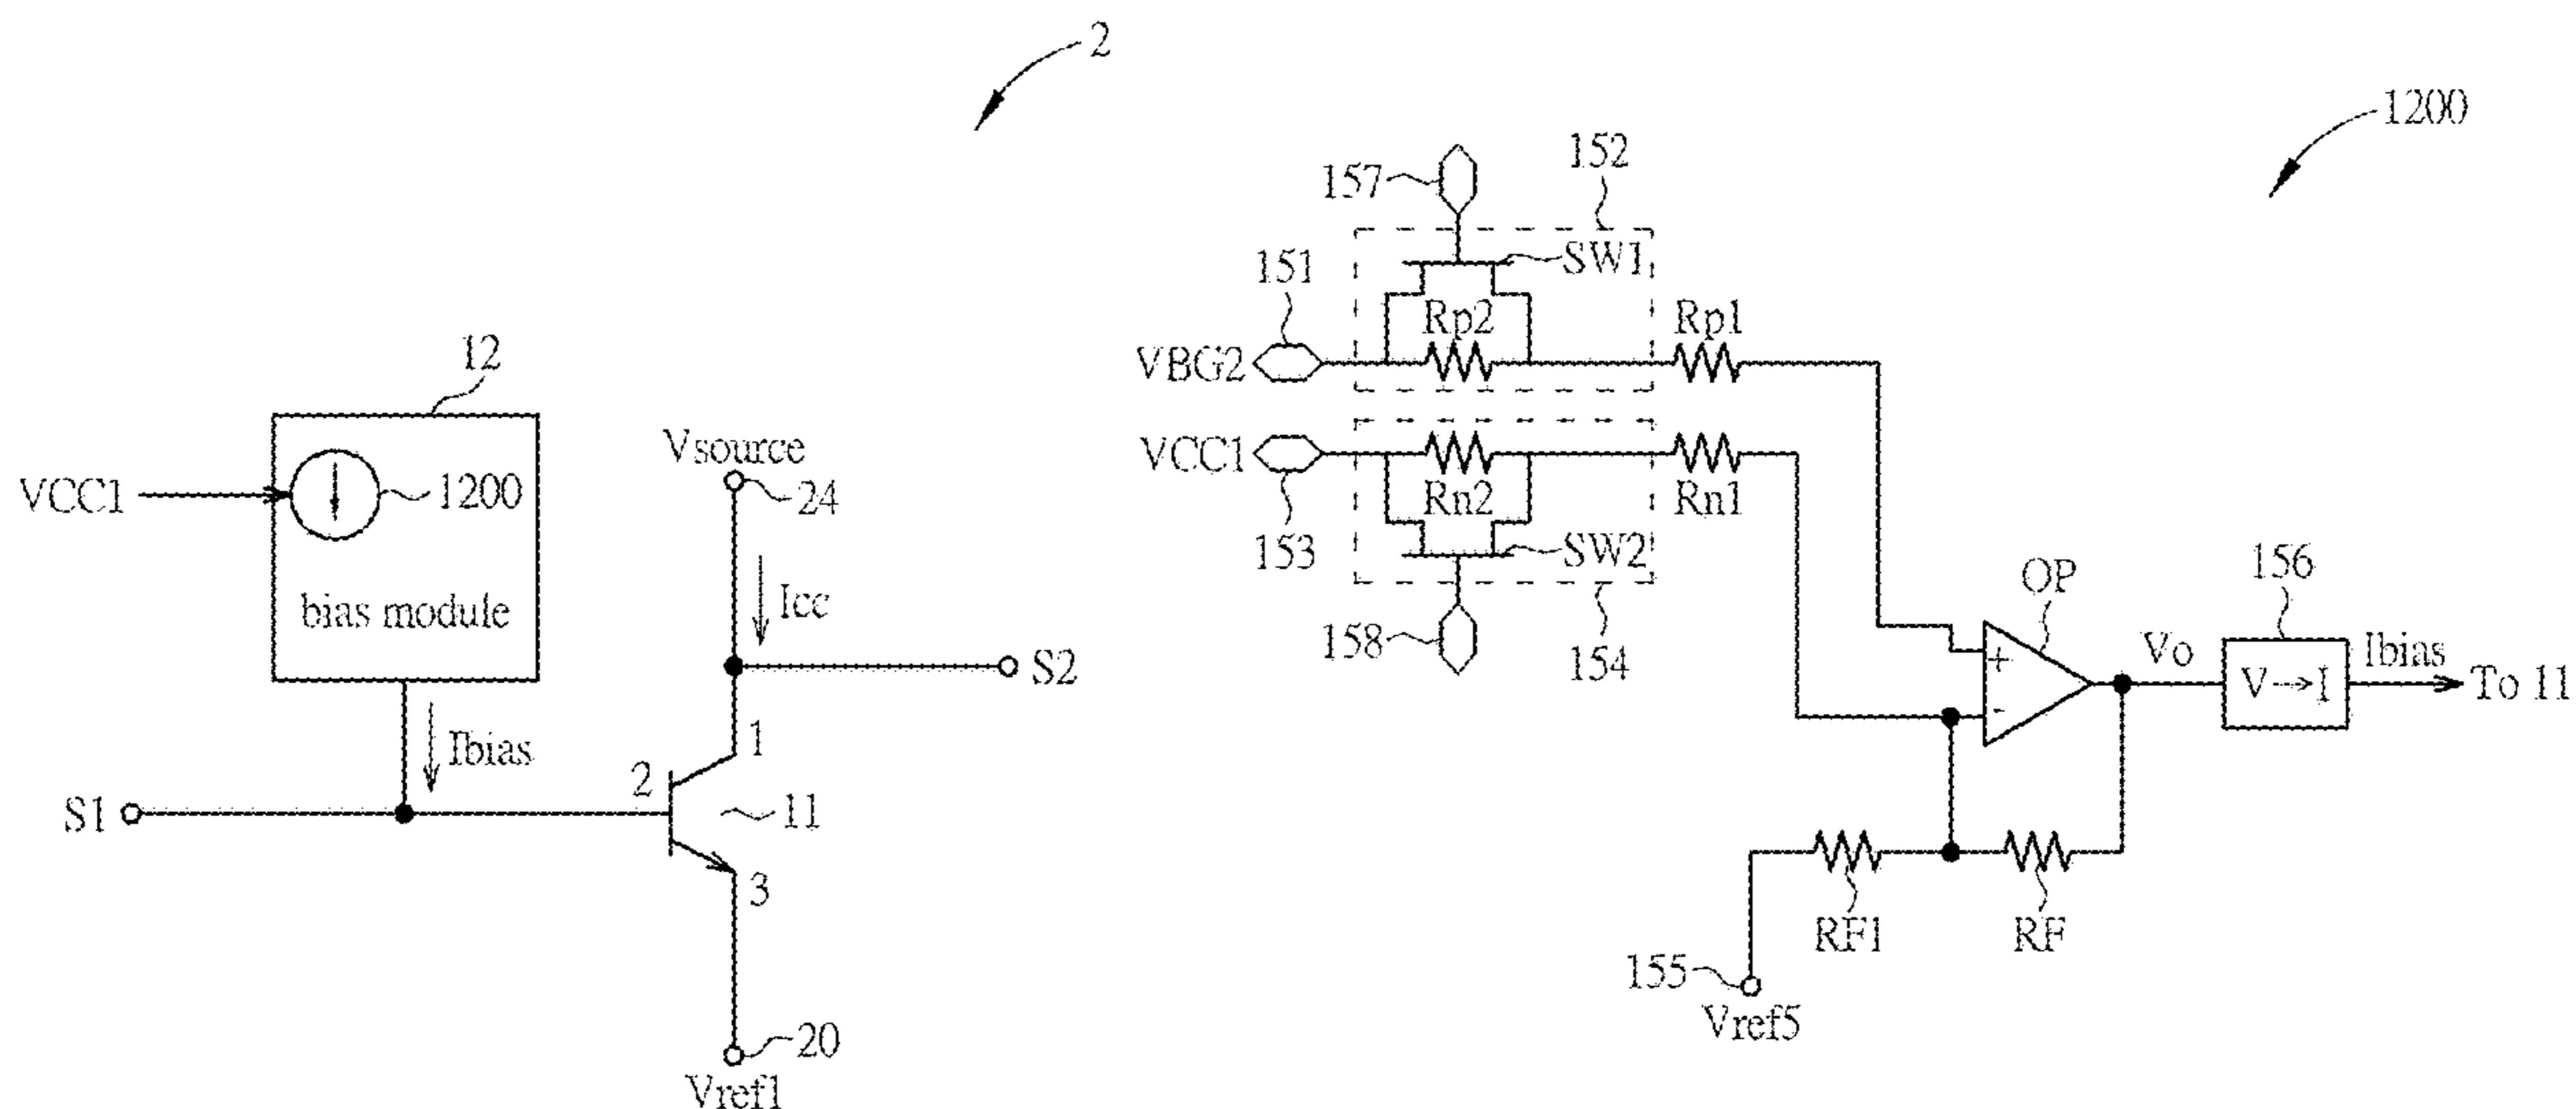 2
12
VCC1
1200
bias module
Ibias
S1
Vsource
24
Icc
S2
1
2
11
3
20
Vref1
1200
157
152
SW1
151
Rp2
Rp1
VBG2
VCC1
Rn2
Rn1
153
SW2
158
154
OP
+
-
Vo
156
V→I
Ibias
To 11
RF1
RF
155
Vref5